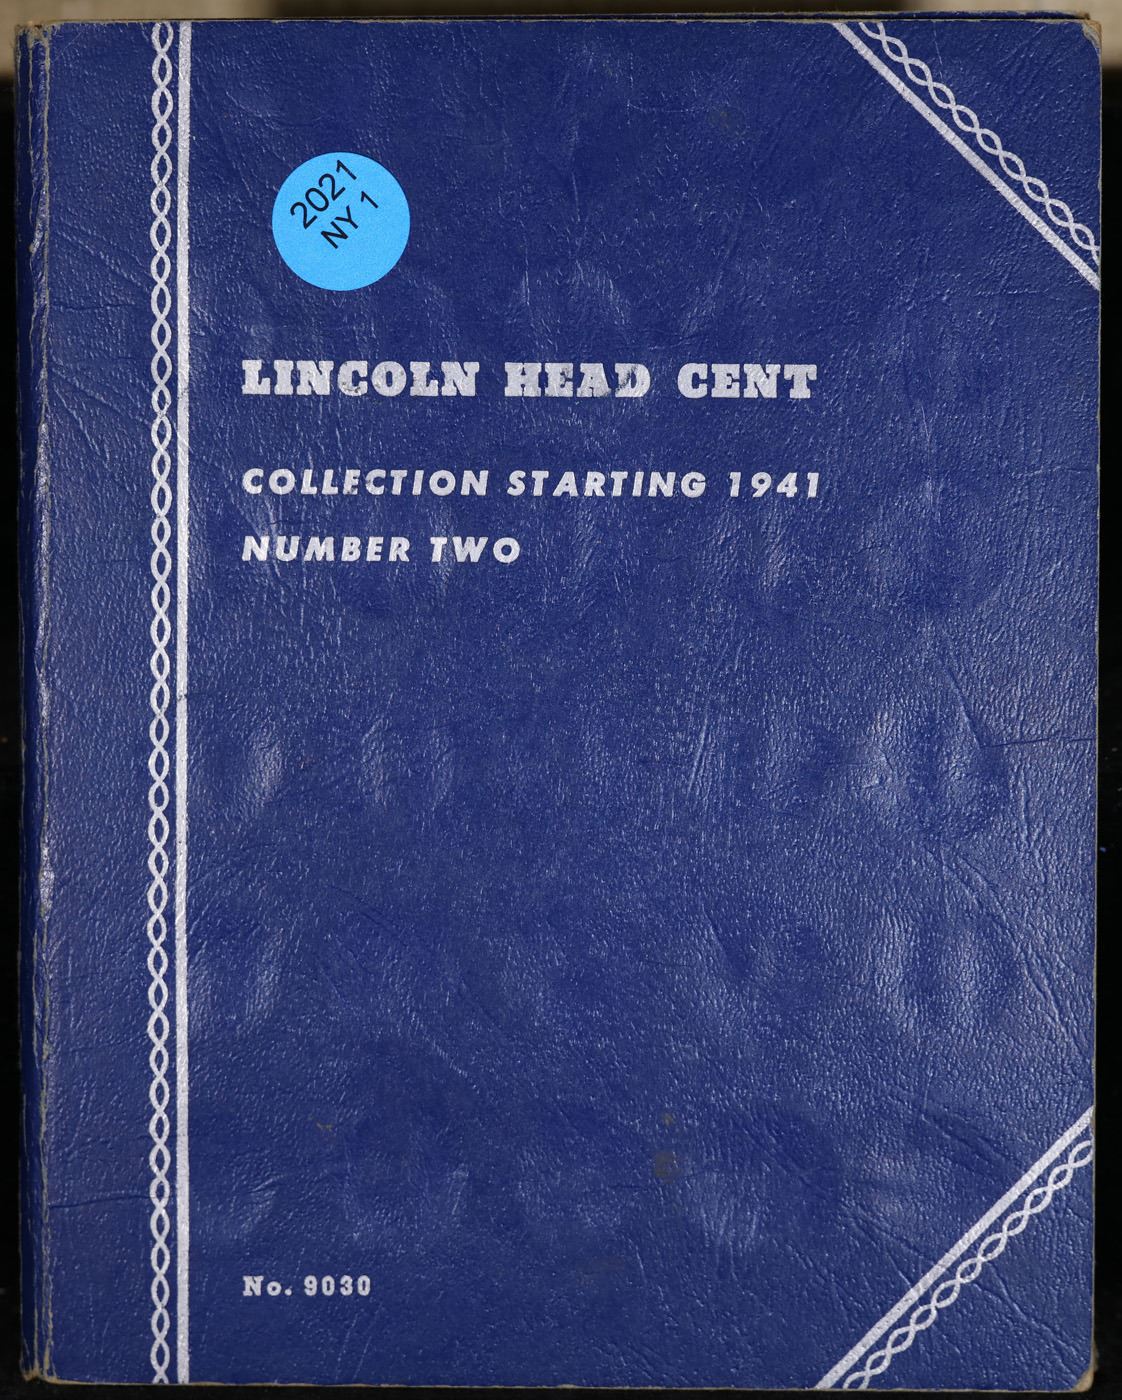 2021
NY 1
LINCOLN HEAD CENT
COLLECTION STARTING 1941
NUMBER TWO
No. 9030